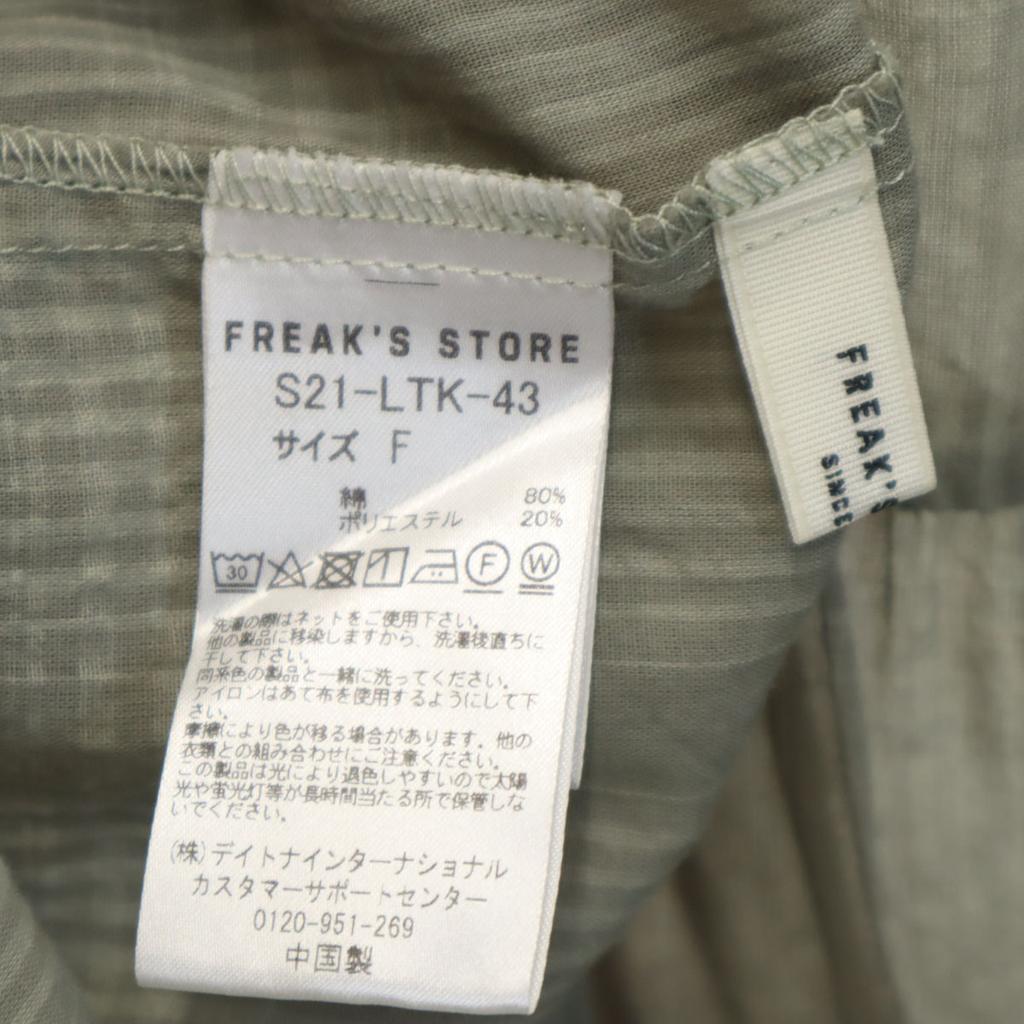 FREAK'S STORE
S21-LTK-43
サイズ F
綿 80%
ポリエステル 20%
30
F
W
洗濯の際はネットをご使用下さい。
他の製品に移染しますから、洗濯後直ちに
干して下さい。
同系色の製品と一緒に洗ってください。
アイロンはあて布を使用するようにして下
さい。
摩擦により色が移る場合があります。他の
衣類との組み合わせにご注意ください。
この製品は光により退色しやすいので太陽
光や蛍光灯等が長時間当たる所で保管しな
いでください。
(株)デイトナインターナショナル
カスタマーサポートセンター
0120-951-269
中国製
FREAK'S
SINCE